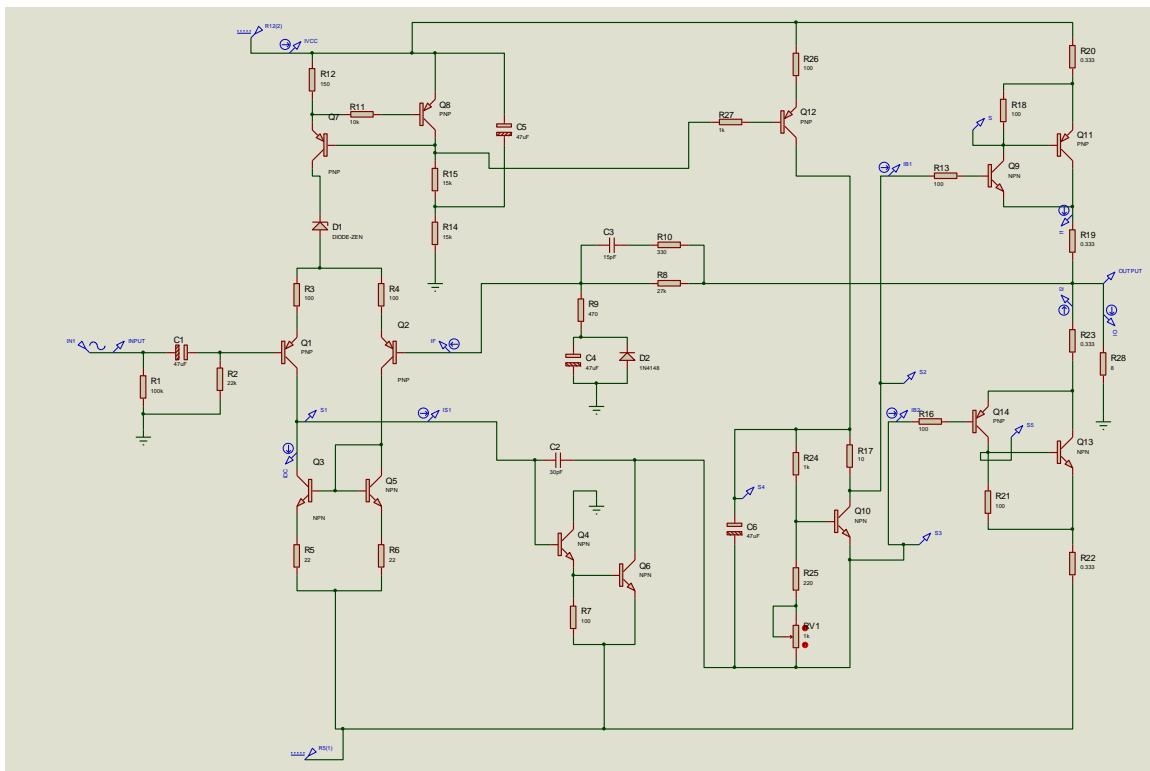 R12(2)
IVCC
R12
150
R11
10k
Q7
PNP
Q8
PNP
C5
47uF
R15
15k
R14
15k
D1
DIODE-ZEN
R3
100
R4
100
Q1
PNP
Q2
PNP
IN1
INPUT
C1
47uF
R1
100k
R2
22k
S1
IS1
IDC
Q3
NPN
Q5
NPN
R5
22
R6
22
R5(1)
IF
C3
15pF
R10
330
R8
27k
R9
470
C4
47uF
D2
1N4148
C2
30pF
Q4
NPN
Q6
NPN
R7
100
R26
100
R27
1k
Q12
PNP
IB1
R13
100
S2
IB2
R16
100
S4
C6
47uF
R24
1k
R17
10
Q10
NPN
S3
R25
220
RV1
1k
R20
0.333
R18
100
S
Q11
PNP
Q9
NPN
R19
0.333
OUTPUT
R23
0.333
R28
8
Q14
PNP
S5
Q13
NPN
R21
100
R22
0.333